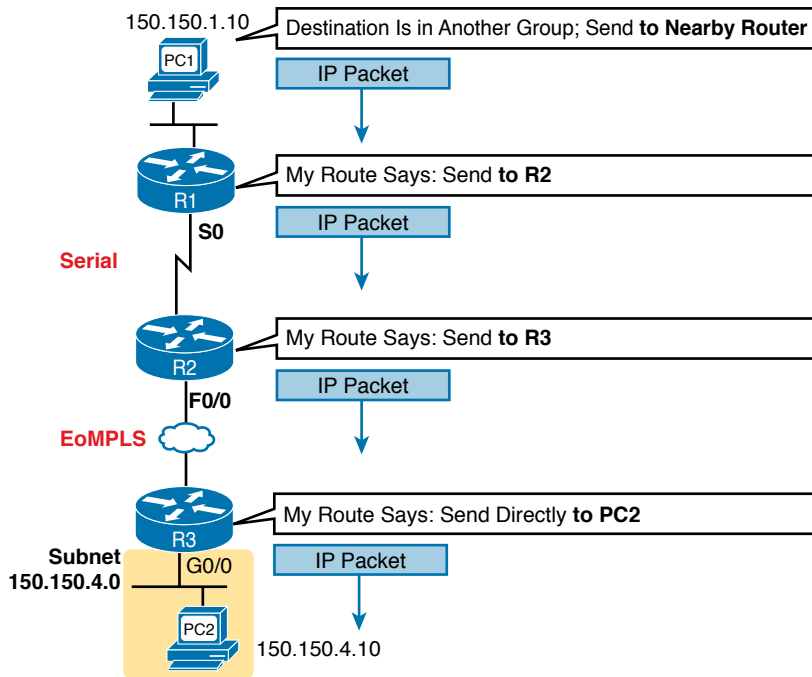 150.150.1.10
Destination Is in Another Group; Send to Nearby Router
PC1
IP Packet
My Route Says: Send to R2
R1
S0
IP Packet
Serial
My Route Says: Send to R3
R2
F0/0
IP Packet
EoMPLS
My Route Says: Send Directly to PC2
R3
Subnet
150.150.4.0
G0/0
IP Packet
PC2
150.150.4.10